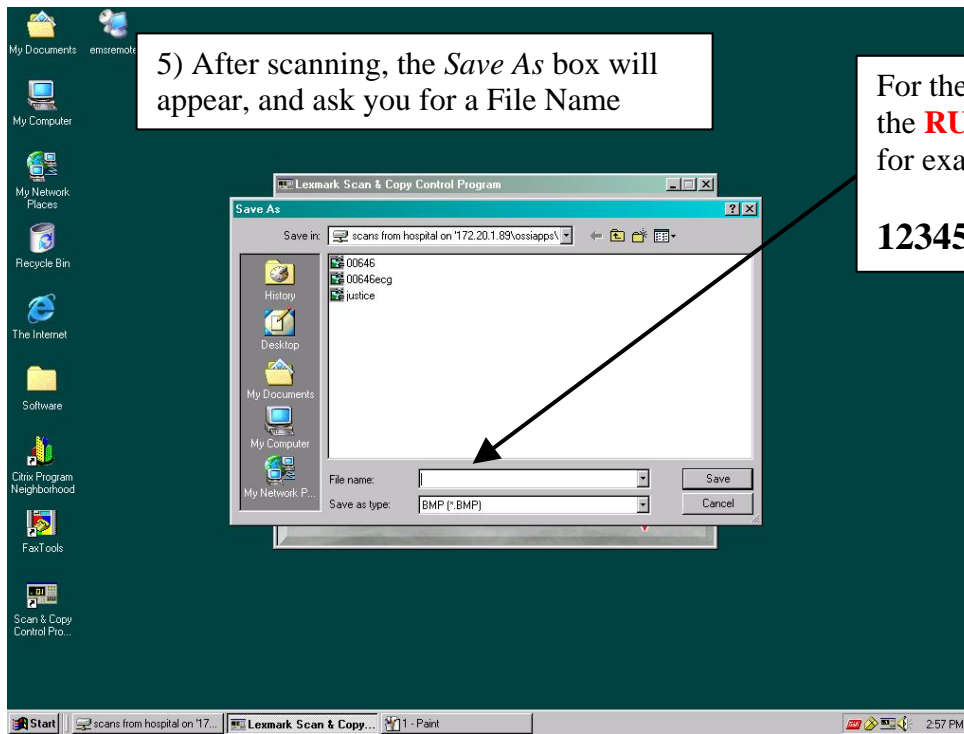 My Documents
emsremote
5) After scanning, the Save As box will
appear, and ask you for a File Name
For the
the RU
for exa
12345
My Computer
My Network
Places
Recycle Bin
The Internet
Software
Citrix Program
Neighborhood
FaxTools
Scan & Copy
Control Pro...
Lexmark Scan & Copy Control Program
Save As
Save in:
scans from hospital on '172.20.1.89\ossiapps\
00646
00646ecg
justice
History
Desktop
My Documents
My Computer
My Network P...
File name:
Save
Save as type:
BMP (*.BMP)
Cancel
Start
scans from hospital on '17...
Lexmark Scan & Copy...
1 - Paint
2:57 PM